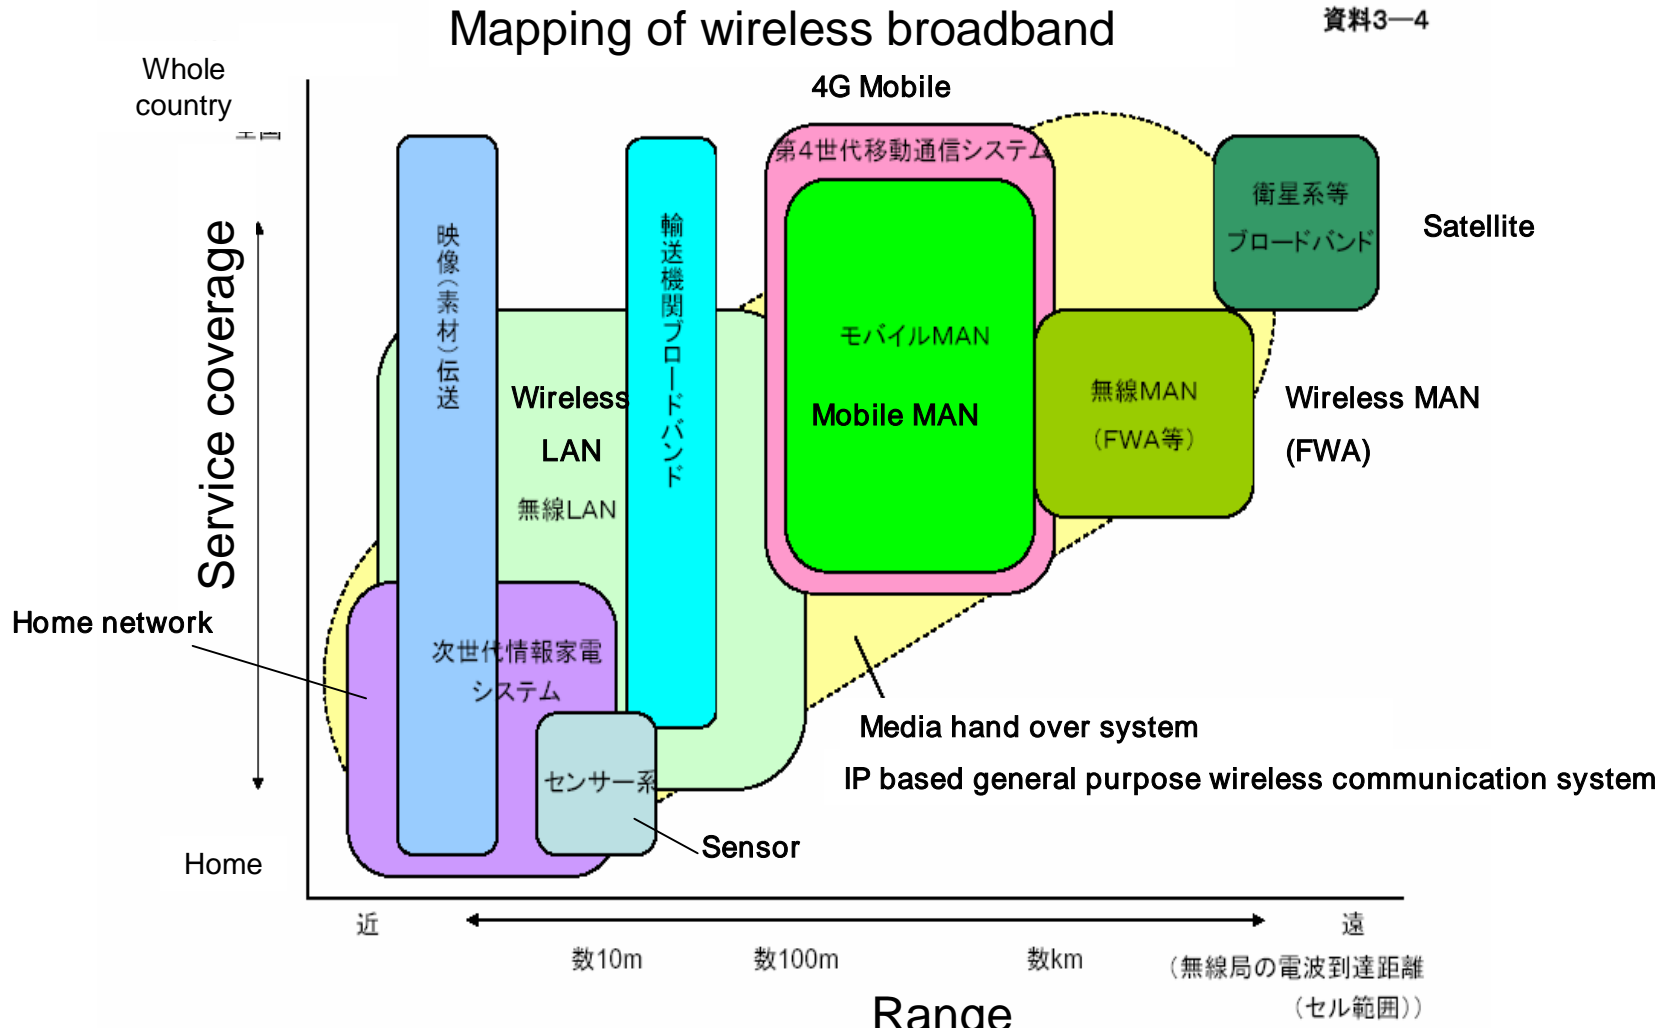 Mapping of wireless broadband
資料3―4
Whole
country
4G Mobile
第4世代移動通信システム
衛星系等
ブロードバンド
Satellite
Service coverage
映像(素材)伝送
輸送機関ブロードバンド
モバイルMAN
Mobile MAN
無線MAN
(FWA等)
Wireless MAN
(FWA)
Wireless
LAN
無線LAN
Home network
次世代情報家電
システム
センサー系
Sensor
Media hand over system
IP based general purpose wireless communication system
Home
近
遠
数10m
数100m
数km
(無線局の電波到達距離
(セル範囲))
Range